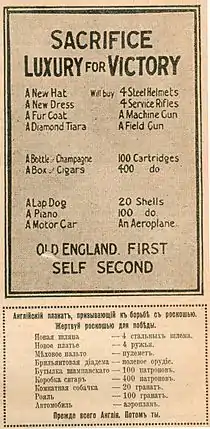 SACRIFICE
LUXURY FOR VICTORY
A New Hat Will buy 4 Steel Helmets
A New Dress 4 Service Rifles
A Fur Coat A Machine Gun
A Diamond Tiara A Field Gun
A Bottle of Champagne 100 Cartridges
A Box of Cigars 400 do.
A Lap Dog 20 Shells
A Piano 100 do.
A Motor Car An Aeroplane.
OLD ENGLAND FIRST
SELF SECOND
Англійскій плакатъ, призывающій къ борьбѣ съ роскошью.
Жертвуй роскошью для побѣды.
Новая шляпа — 4 стальныхъ шлема.
Новое платье — 4 ружья.
Мѣховое пальто — пулеметъ.
Брильянтовая діадема — полевое орудіе.
Бутылка шампанскаго — 100 патроновъ.
Коробка сигаръ — 400 патроновъ.
Комнатная собачка — 20 гранатъ.
Рояль — 100 гранатъ.
Автомобиль — аэропланъ.
Прежде всего Англія. Потомъ ты.